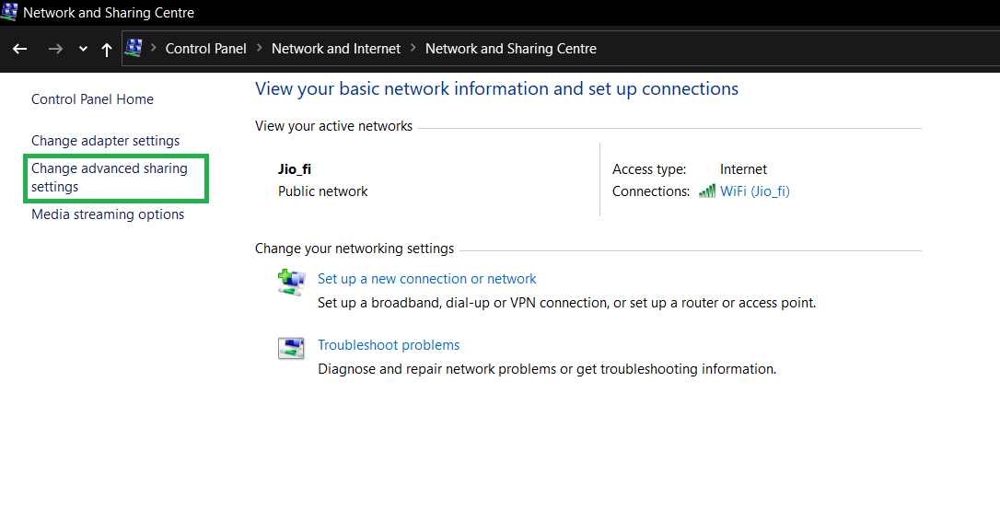 Network and Sharing Centre
Control Panel > Network and Internet > Network and Sharing Centre
Control Panel Home
Change adapter settings
Change advanced sharing
settings
Media streaming options
View your basic network information and set up connections
View your active networks
Jio_fi
Public network
Access type: Internet
Connections: WiFi (Jio_fi)
Change your networking settings
Set up a new connection or network
Set up a broadband, dial-up or VPN connection, or set up a router or access point.
Troubleshoot problems
Diagnose and repair network problems or get troubleshooting information.